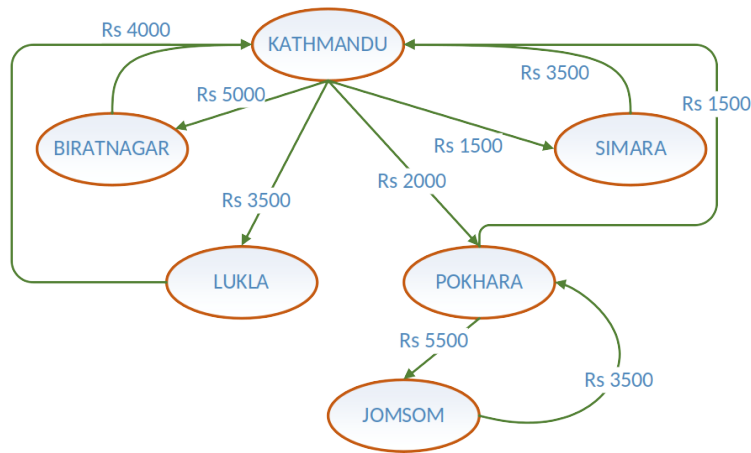 Rs 4000
KATHMANDU
Rs 3500
Rs 5000
Rs 1500
BIRATNAGAR
Rs 1500
SIMARA
Rs 3500
Rs 2000
LUKLA
POKHARA
Rs 5500
Rs 3500
JOMSOM